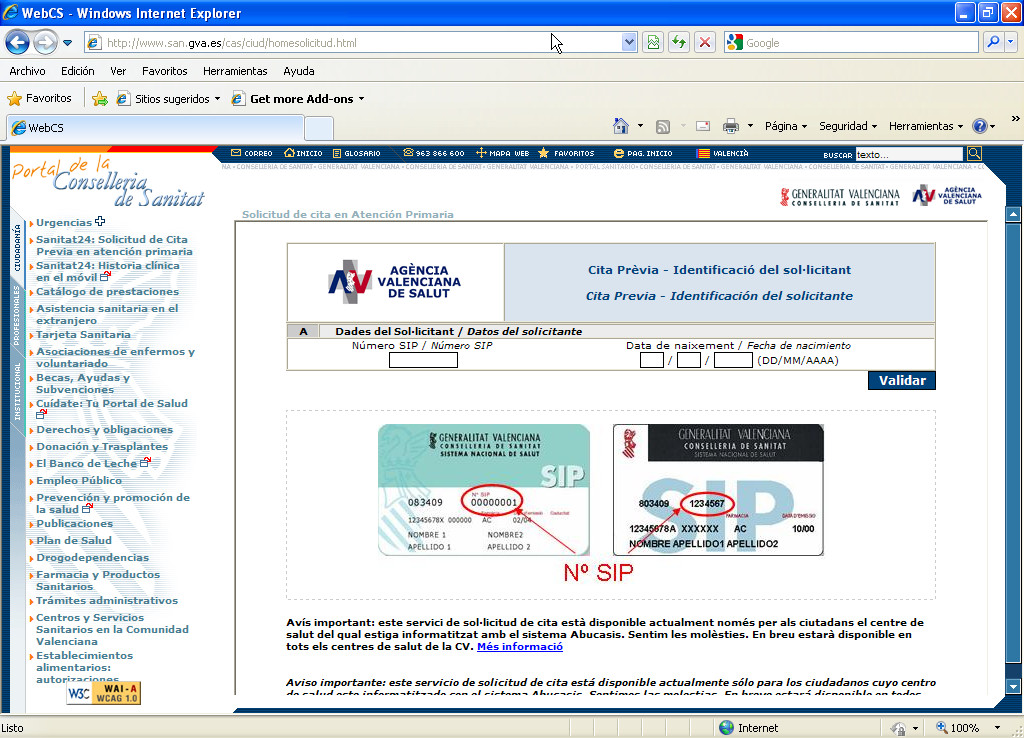 WebCS - Windows Internet Explorer
http://www.san.gva.es/cas/ciud/homesolicitud.html
Google
Archivo Edición Ver Favoritos Herramientas Ayuda
Favoritos Sitios sugeridos Get more Add-ons
WebCS
Página Seguridad Herramientas
CORREO INICIO GLOSARIO 963 866 600 MAPA WEB FAVORITOS PAG. INICIO VALENCIÀ BUSCAR texto...
Portal de la
Conselleria
de Sanitat
GENERALITAT VALENCIANA
CONSELLERIA DE SANITAT
AGÈNCIA
VALENCIANA
DE SALUT
CIUDADANÍA
PROFESIONALES
INSTITUCIONAL
Urgencias
Sanitat24: Solicitud de Cita
Previa en atención primaria
Sanitat24: Historia clínica
en el móvil
Catálogo de prestaciones
Asistencia sanitaria en el
extranjero
Tarjeta Sanitaria
Asociaciones de enfermos y
voluntariado
Becas, Ayudas y
Subvenciones
Cuídate: Tu Portal de Salud
Derechos y obligaciones
Donación y Trasplantes
El Banco de Leche
Empleo Público
Prevención y promoción de
la salud
Publicaciones
Plan de Salud
Drogodependencias
Farmacia y Productos
Sanitarios
Trámites administrativos
Centros y Servicios
Sanitarios en la Comunidad
Valenciana
Establecimientos
alimentarios:
autorizaciones
W3C WAI-A
WCAG 1.0
Solicitud de cita en Atención Primaria
AGÈNCIA
VALENCIANA
DE SALUT
Cita Prèvia - Identificació del sol·licitant
Cita Previa - Identificación del solicitante
A Dades del Sol·licitant / Datos del solicitante
Número SIP / Número SIP
Data de naixement / Fecha de nacimiento
/ / (DD/MM/AAAA)
Validar
GENERALITAT VALENCIANA
CONSELLERIA DE SANITAT
SISTEMA NACIONAL DE SALUT
SIP
Nº SIP
083409 00000001
12345678X 000000 AC 02/04
NOMBRE 1 NOMBRE2
APELLIDO 1 APELLIDO 2
GENERALITAT VALENCIANA
CONSELLERIA DE SANITAT
SISTEMA NACIONAL DE SALUT
SIP
803409 1234567
FARMACIA DATA D'EMISIO
12345678A XXXXXX AC 10/00
NOMBRE APELLIDO1 APELLIDO2
Nº SIP
Avís important: este servici de sol·licitud de cita està disponible actualment només per als ciutadans el centre de
salut del qual estiga informatitzat amb el sistema Abucasis. Sentim les molèsties. En breu estarà disponible en
tots els centres de salut de la CV. Més informació
Aviso importante: este servicio de solicitud de cita está disponible actualmente sólo para los ciudadanos cuyo centro
de salud este informatizado con el sistema Abucasis. Sentimos las molestias. En breve estará disponible en todos
Listo
Internet
100%